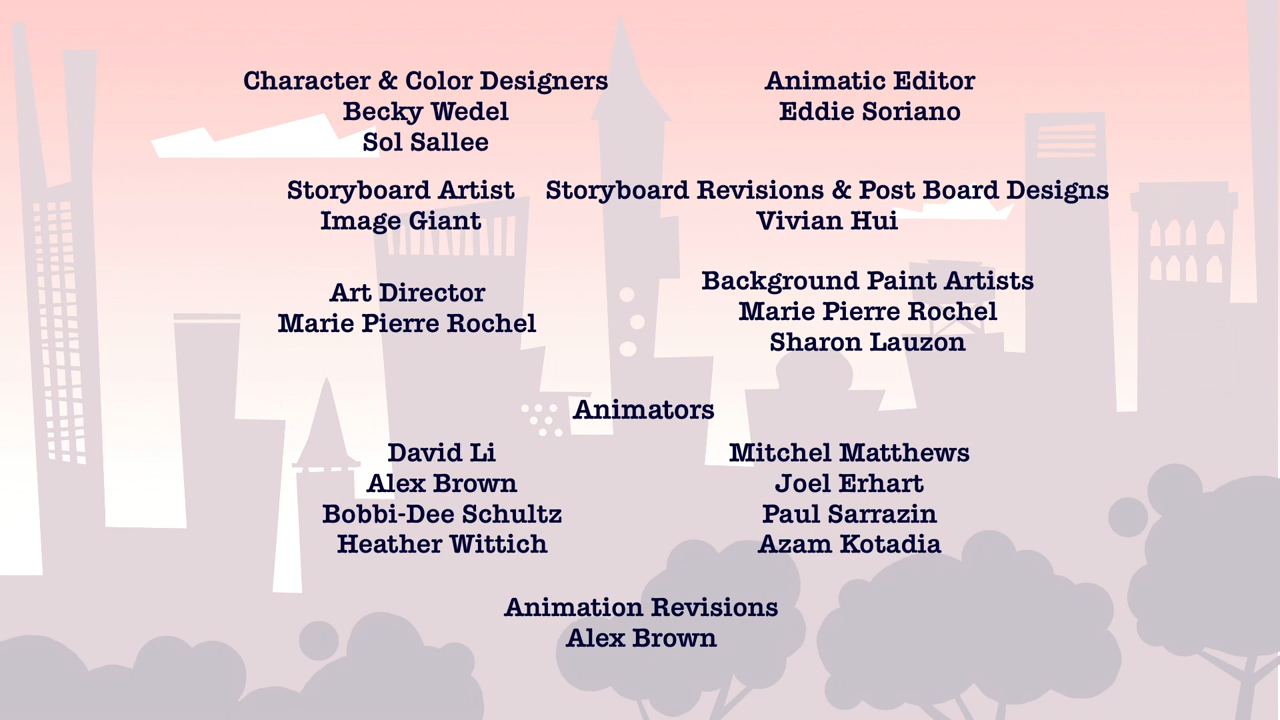 Character & Color Designers
Becky Wedel
Sol Sallee
Animatic Editor
Eddie Soriano
Storyboard Artist
Image Giant
Storyboard Revisions & Post Board Designs
Vivian Hui
Art Director
Marie Pierre Rochel
Background Paint Artists
Marie Pierre Rochel
Sharon Lauzon
Animators
David Li
Alex Brown
Bobbi-Dee Schultz
Heather Wittich
Mitchel Matthews
Joel Erhart
Paul Sarrazin
Azam Kotadia
Animation Revisions
Alex Brown